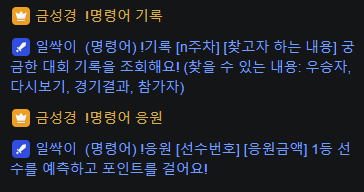 금성경 !명령어 기록
일싹이 (명령어) !기록 [n주차] [찾고자 하는 내용] 궁
금한 대회 기록을 조회해요! (찾을 수 있는 내용: 우승자,
다시보기, 경기결과, 참가자)
금성경 !명령어 응원
일싹이 (명령어) !응원 [선수번호] [응원금액] 1등 선
수를 예측하고 포인트를 걸어요!